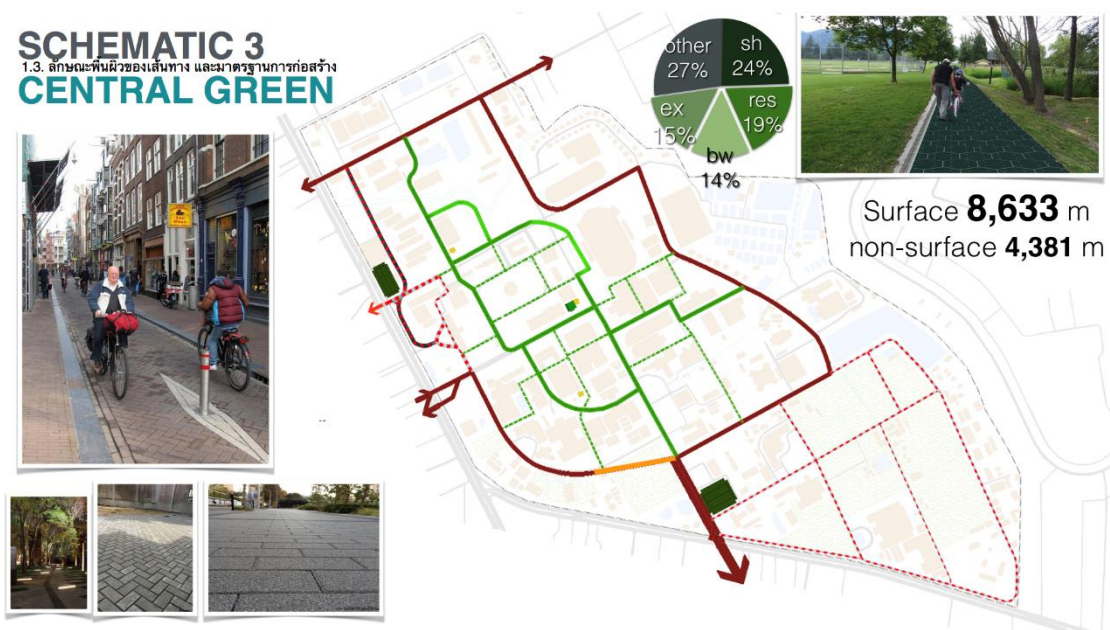 SCHEMATIC 3
1.3. ลักษณะพื้นผิวของเส้นทาง และมาตรฐานการก่อสร้าง
CENTRAL GREEN
other
27%
sh
24%
ex
15%
res
19%
bw
14%
Surface 8,633 m
non-surface 4,381 m